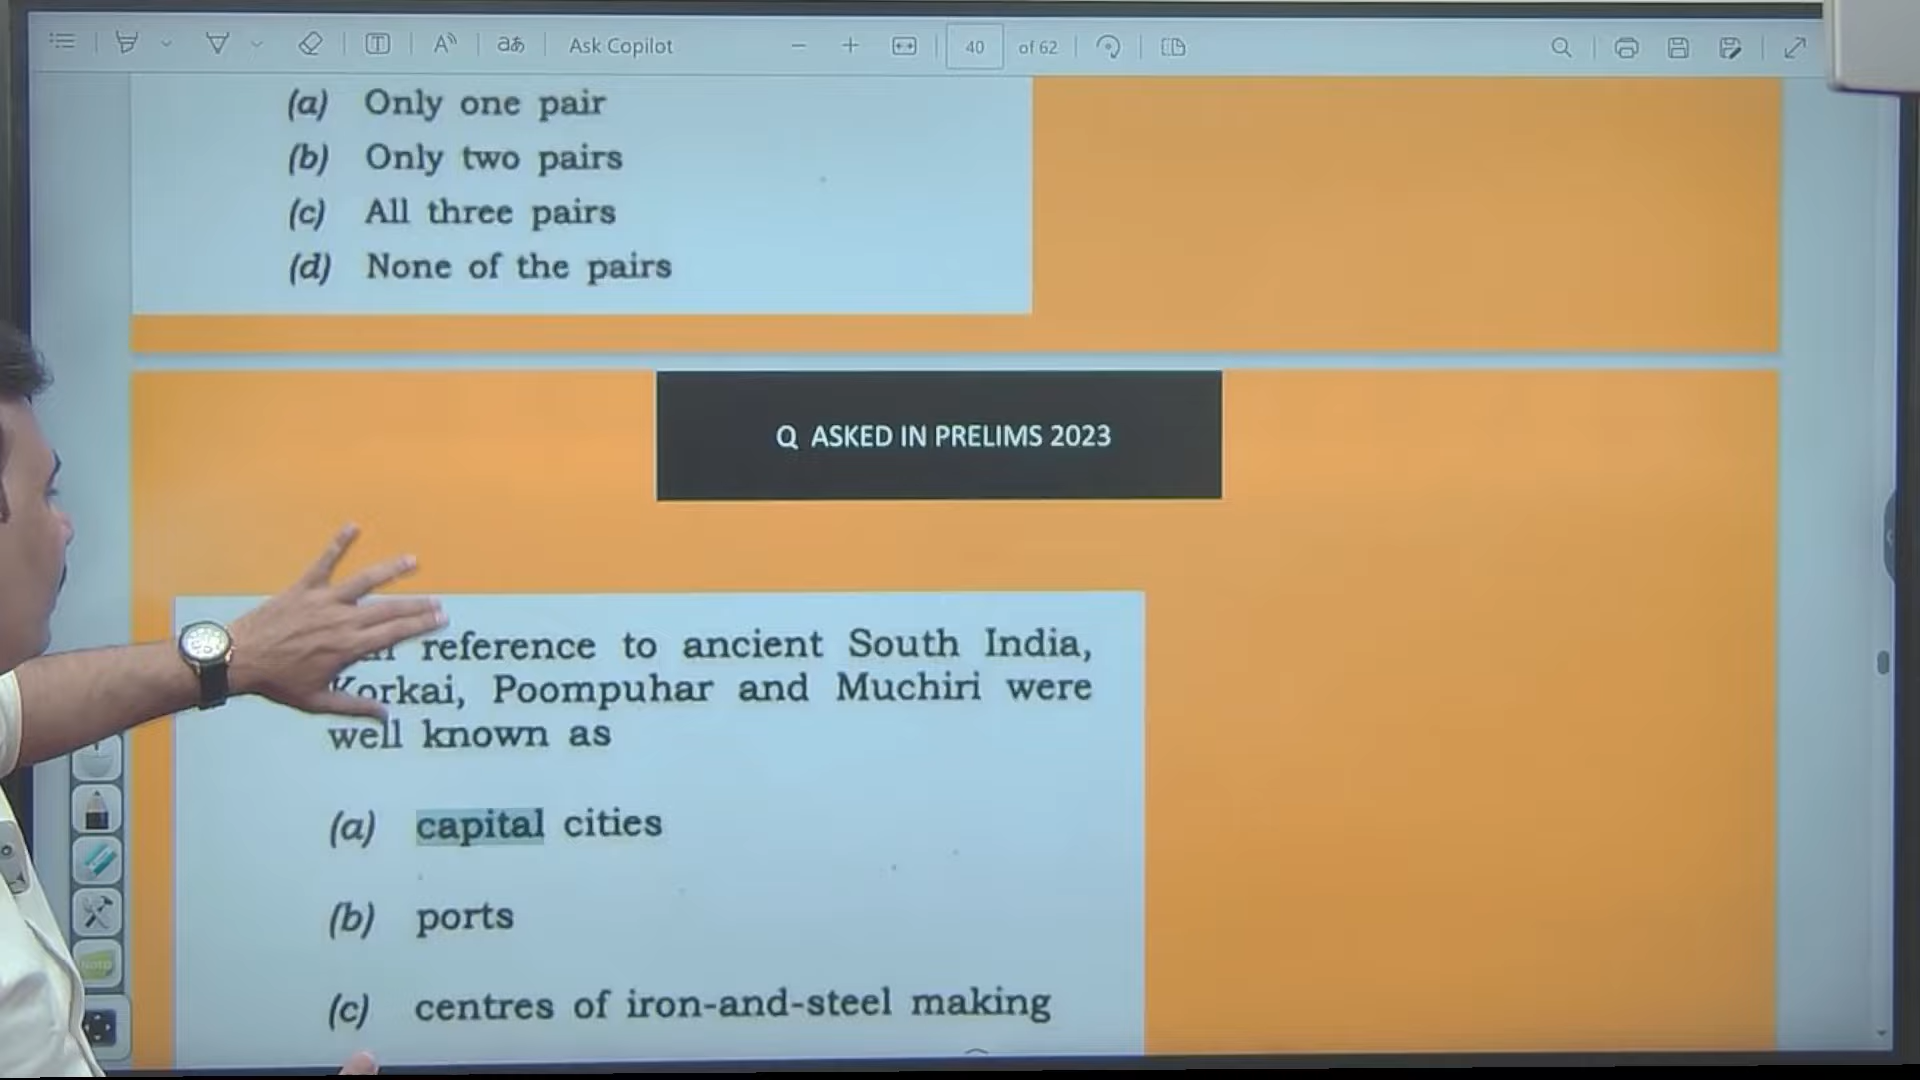 Ask Copilot
40 of 62
(a) Only one pair
(b) Only two pairs
(c) All three pairs
(d) None of the pairs
Q ASKED IN PRELIMS 2023
reference to ancient South India,
Korkai, Poompuhar and Muchiri were
well known as
(a) capital cities
(b) ports
(c) centres of iron-and-steel making